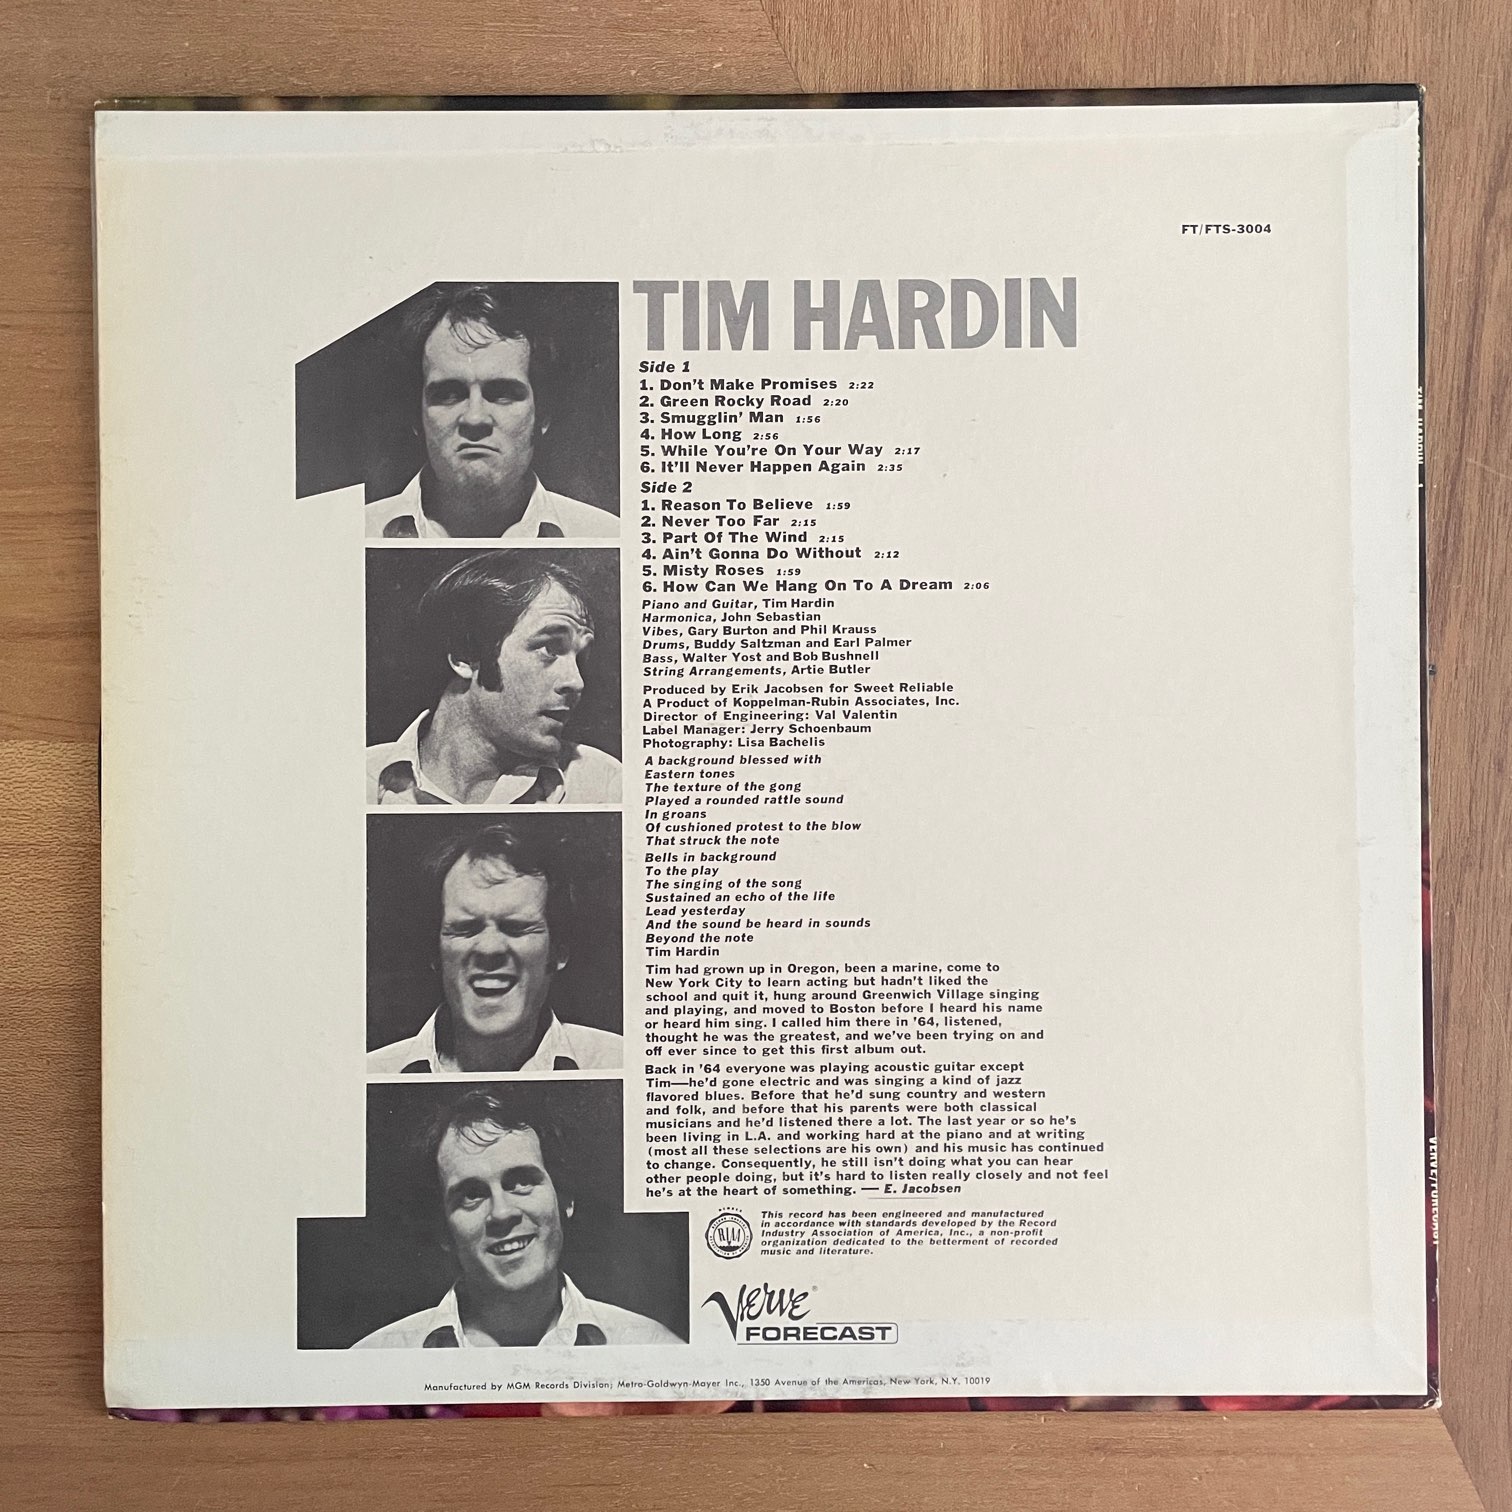 FT/FTS-3004
TIM HARDIN
Side 1
1. Don't Make Promises 2:22
2. Green Rocky Road 2:20
3. Smugglin' Man 1:56
4. How Long 2:56
5. While You're On Your Way 2:17
6. It'll Never Happen Again 2:35
Side 2
1. Reason To Believe 1:59
2. Never Too Far 2:15
3. Part Of The Wind 2:15
4. Ain't Gonna Do Without 2:12
5. Misty Roses 1:59
6. How Can We Hang On To A Dream 2:06
Piano and Guitar, Tim Hardin
Harmonica, John Sebastian
Vibes, Gary Burton and Phil Krauss
Drums, Buddy Saltzman and Earl Palmer
Bass, Walter Yost and Bob Bushnell
String Arrangements, Artie Butler
Produced by Erik Jacobsen for Sweet Reliable
A Product of Koppelman-Rubin Associates, Inc.
Director of Engineering: Val Valentin
Label Manager: Jerry Schoenbaum
Photography: Lisa Bachelis
A background blessed with
Eastern tones
The texture of the gong
Played a rounded rattle sound
In groans
Of cushioned protest to the blow
That struck the note
Bells in background
To the play
The singing of the song
Sustained an echo of the life
Lead yesterday
And the sound be heard in sounds
Beyond the note
Tim Hardin
Tim had grown up in Oregon, been a marine, come to
New York City to learn acting but hadn't liked the
school and quit it, hung around Greenwich Village singing
and playing, and moved to Boston before I heard his name
or heard him sing. I called him there in '64, listened,
thought he was the greatest, and we've been trying on and
off ever since to get this first album out.
Back in '64 everyone was playing acoustic guitar except
Tim—he'd gone electric and was singing a kind of jazz
flavored blues. Before that he'd sung country and western
and folk, and before that his parents were both classical
musicians and he'd listened there a lot. The last year or so he's
been living in L.A. and working hard at the piano and at writing
(most all these selections are his own) and his music has continued
to change. Consequently, he still isn't doing what you can hear
other people doing, but it's hard to listen really closely and not feel
he's at the heart of something. — E. Jacobsen
RIAA
This record has been engineered and manufactured
in accordance with standards developed by the Record
Industry Association of America, Inc., a non-profit
organization dedicated to the betterment of recorded
music and literature.
Verve®
FORECAST
Manufactured by MGM Records Division; Metro-Goldwyn-Mayer Inc., 1350 Avenue of the Americas, New York, N.Y. 10019
TIM HARDIN 1
VERVE/FORECAST